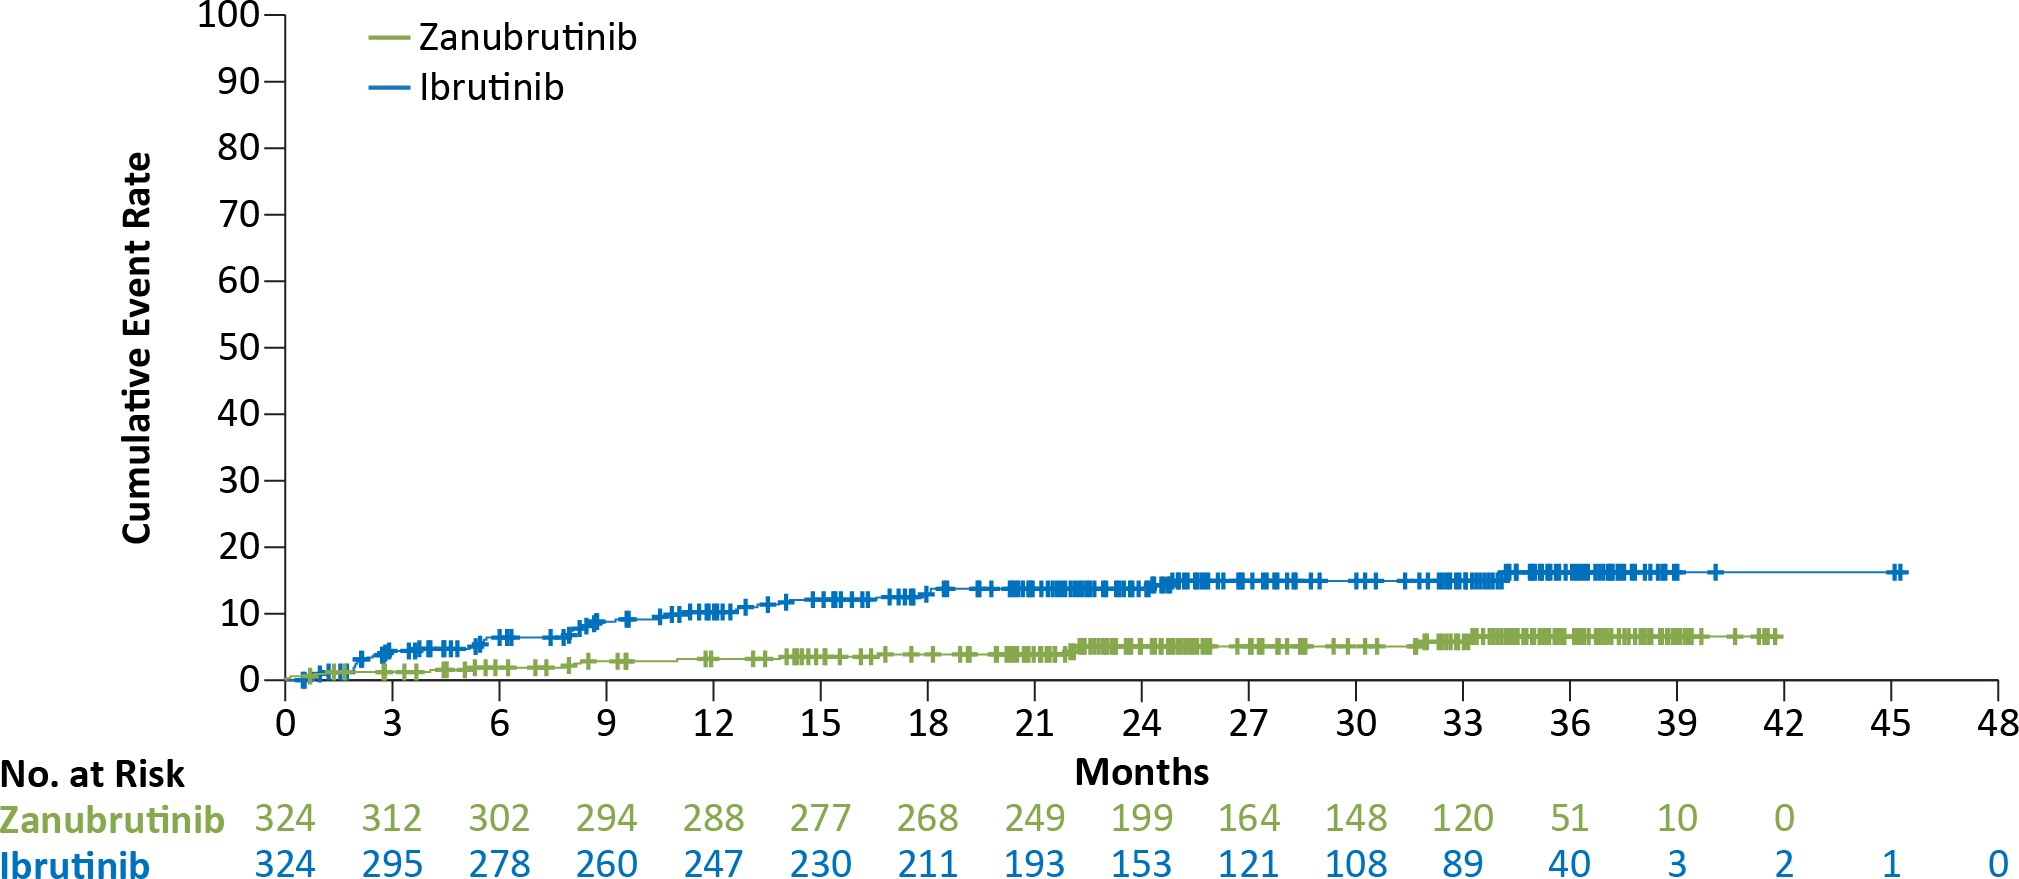 100
90
80
70
60
50
40
30
20
10
0
Cumulative Event Rate
Zanubrutinib
Ibrutinib
0 3 6 9 12 15 18 21 24 27 30 33 36 39 42 45 48
Months
No. at Risk
Zanubrutinib 324 312 302 294 288 277 268 249 199 164 148 120 51 10 0
Ibrutinib 324 295 278 260 247 230 211 193 153 121 108 89 40 3 2 1 0